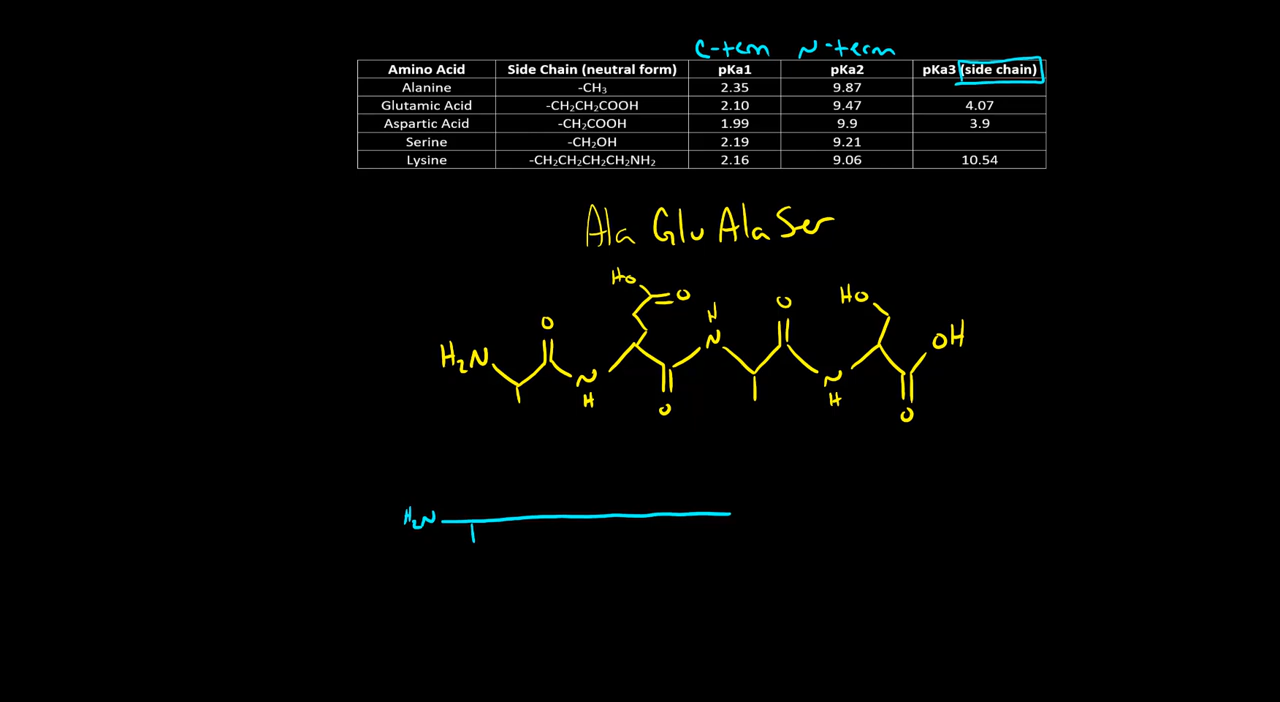 C-tem N-term
Amino Acid Side Chain (neutral form) pKa1 pKa2 pKa3 (side chain)
Alanine -CH₃ 2.35 9.87
Glutamic Acid -CH₂CH₂COOH 2.10 9.47 4.07
Aspartic Acid -CH₂COOH 1.99 9.9 3.9
Serine -CH₂OH 2.19 9.21
Lysine -CH₂CH₂CH₂CH₂NH₂ 2.16 9.06 10.54
Ala Glu Ala Ser
HO O HO
O H O
H₂N N N N OH
H H
O O
H₂N